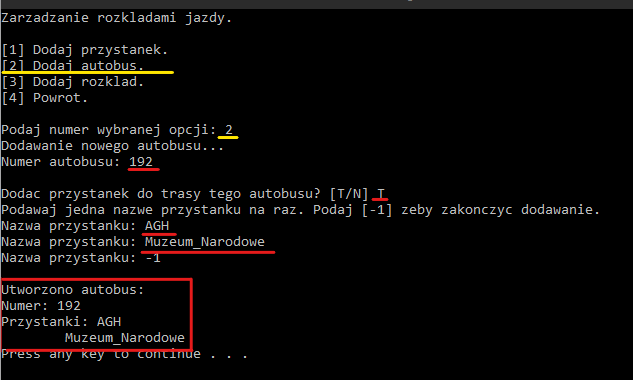 Zarzadzanie rozkladami jazdy.
[1] Dodaj przystanek.
[2] Dodaj autobus.
[3] Dodaj rozklad.
[4] Powrot.
Podaj numer wybranej opcji: 2
Dodawanie nowego autobusu...
Numer autobusu: 192
Dodac przystanek do trasy tego autobusu? [T/N] T
Podawaj jedna nazwe przystanku na raz. Podaj [-1] zeby zakonczyc dodawanie.
Nazwa przystanku: AGH
Nazwa przystanku: Muzeum_Narodowe
Nazwa przystanku: -1
Utworzono autobus:
Numer: 192
Przystanki: AGH
Muzeum_Narodowe
Press any key to continue . . .